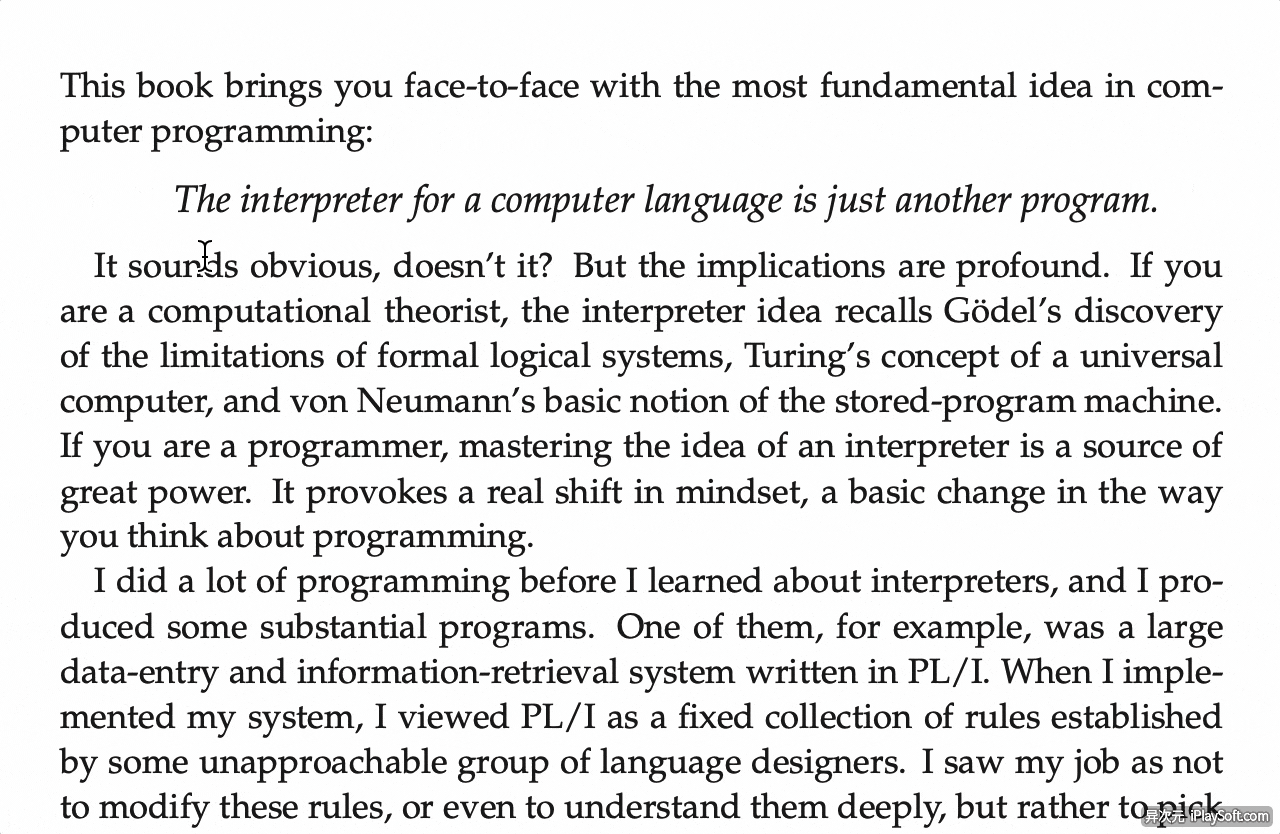 This book brings you face-to-face with the most fundamental idea in com-
puter programming:
The interpreter for a computer language is just another program.
It sounds obvious, doesn’t it? But the implications are profound. If you
are a computational theorist, the interpreter idea recalls Gödel’s discovery
of the limitations of formal logical systems, Turing’s concept of a universal
computer, and von Neumann’s basic notion of the stored-program machine.
If you are a programmer, mastering the idea of an interpreter is a source of
great power. It provokes a real shift in mindset, a basic change in the way
you think about programming.
I did a lot of programming before I learned about interpreters, and I pro-
duced some substantial programs. One of them, for example, was a large
data-entry and information-retrieval system written in PL/I. When I imple-
mented my system, I viewed PL/I as a fixed collection of rules established
by some unapproachable group of language designers. I saw my job as not
to modify these rules, or even to understand them deeply, but rather to pick
异次元 iPlaySoft.com